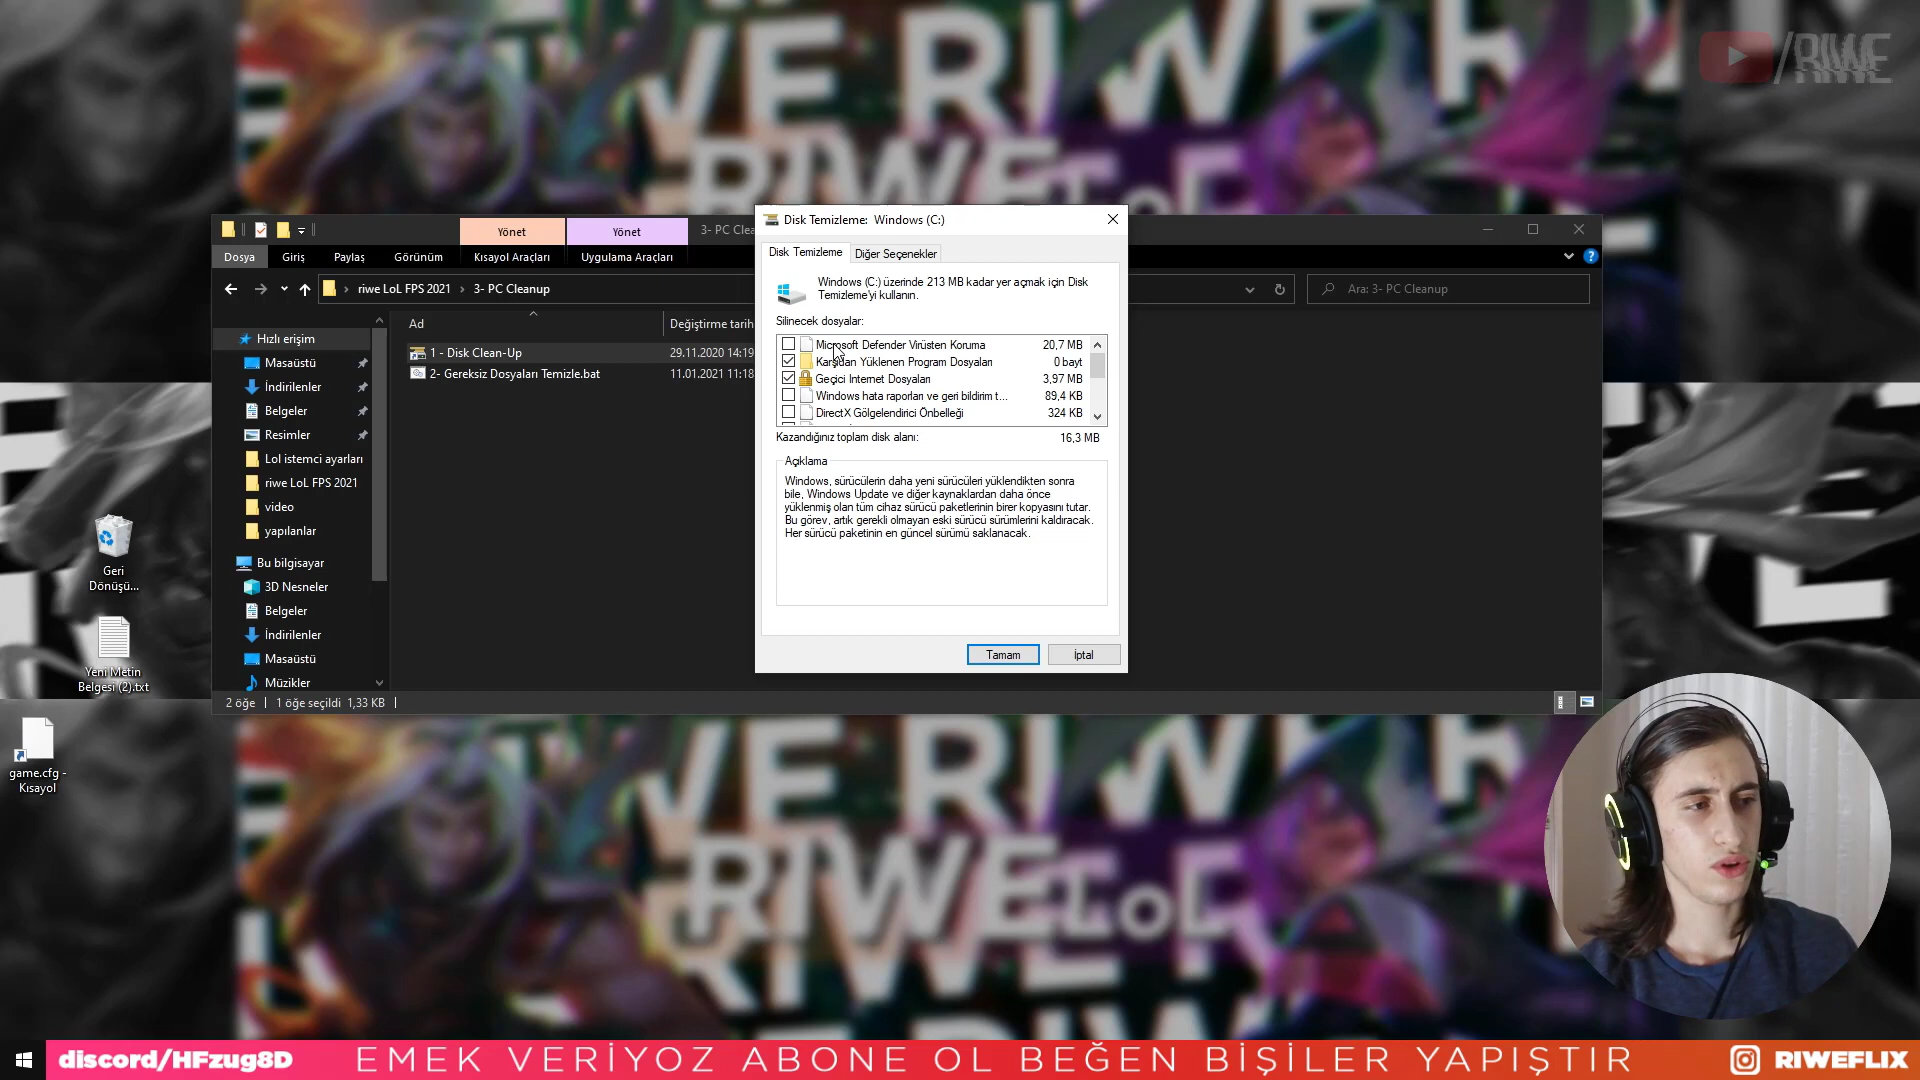 /RIWE
Yönet
Yönet
3- PC Clea
Dosya
Giriş
Paylaş
Görünüm
Kısayol Araçları
Uygulama Araçları
riwe LoL FPS 2021
3- PC Cleanup
Ara: 3- PC Cleanup
Ad
Değiştirme tarih
1 - Disk Clean-Up
29.11.2020 14:19
2- Gereksiz Dosyaları Temizle.bat
11.01.2021 11:18
Hızlı erişim
Masaüstü
İndirilenler
Belgeler
Resimler
Lol istemci ayarları
riwe LoL FPS 2021
video
yapılanlar
Bu bilgisayar
3D Nesneler
Belgeler
İndirilenler
Masaüstü
Müzikler
2 öğe
1 öğe seçildi 1,33 KB
Disk Temizleme: Windows (C:)
Disk Temizleme
Diğer Seçenekler
Windows (C:) üzerinde 213 MB kadar yer açmak için Disk
Temizleme'yi kullanın.
Silinecek dosyalar:
Microsoft Defender Virüsten Koruma
20,7 MB
Karşıdan Yüklenen Program Dosyaları
0 bayt
Geçici Internet Dosyaları
3,97 MB
Windows hata raporları ve geri bildirim t...
89,4 KB
DirectX Gölgelendirici Önbelleği
324 KB
Kazandığınız toplam disk alanı:
16,3 MB
Açıklama
Windows, sürücülerin daha yeni sürücüleri yüklendikten sonra
bile, Windows Update ve diğer kaynaklardan daha önce
yüklenmiş olan tüm cihaz sürücü paketlerinin birer kopyasını tutar.
Bu görev, artık gerekli olmayan eski sürücü sürümlerini kaldıracak.
Her sürücü paketinin en güncel sürümü saklanacak.
Tamam
İptal
Geri
Dönüşü...
Yeni Metin
Belgesi (2).txt
game.cfg -
Kısayol
RIWE
LoL
discord/HFzug8D
EMEK VERİYOZ ABONE OL BEĞEN BİŞİLER YAPIŞTIR
RIWEFLIX